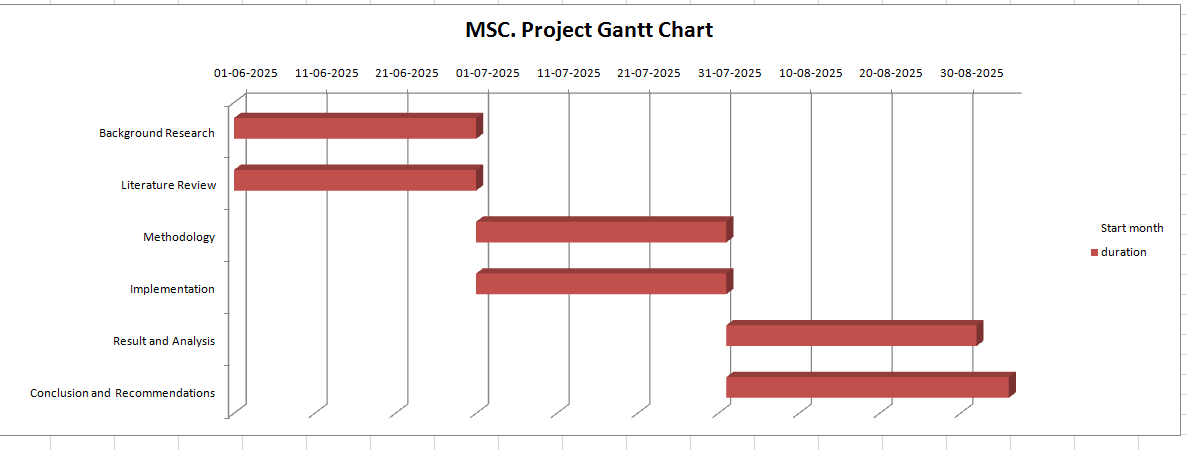 MSC. Project Gantt Chart
01-06-2025 11-06-2025 21-06-2025 01-07-2025 11-07-2025 21-07-2025 31-07-2025 10-08-2025 20-08-2025 30-08-2025
Background Research
Literature Review
Methodology
Implementation
Result and Analysis
Conclusion and Recommendations
Start month
duration